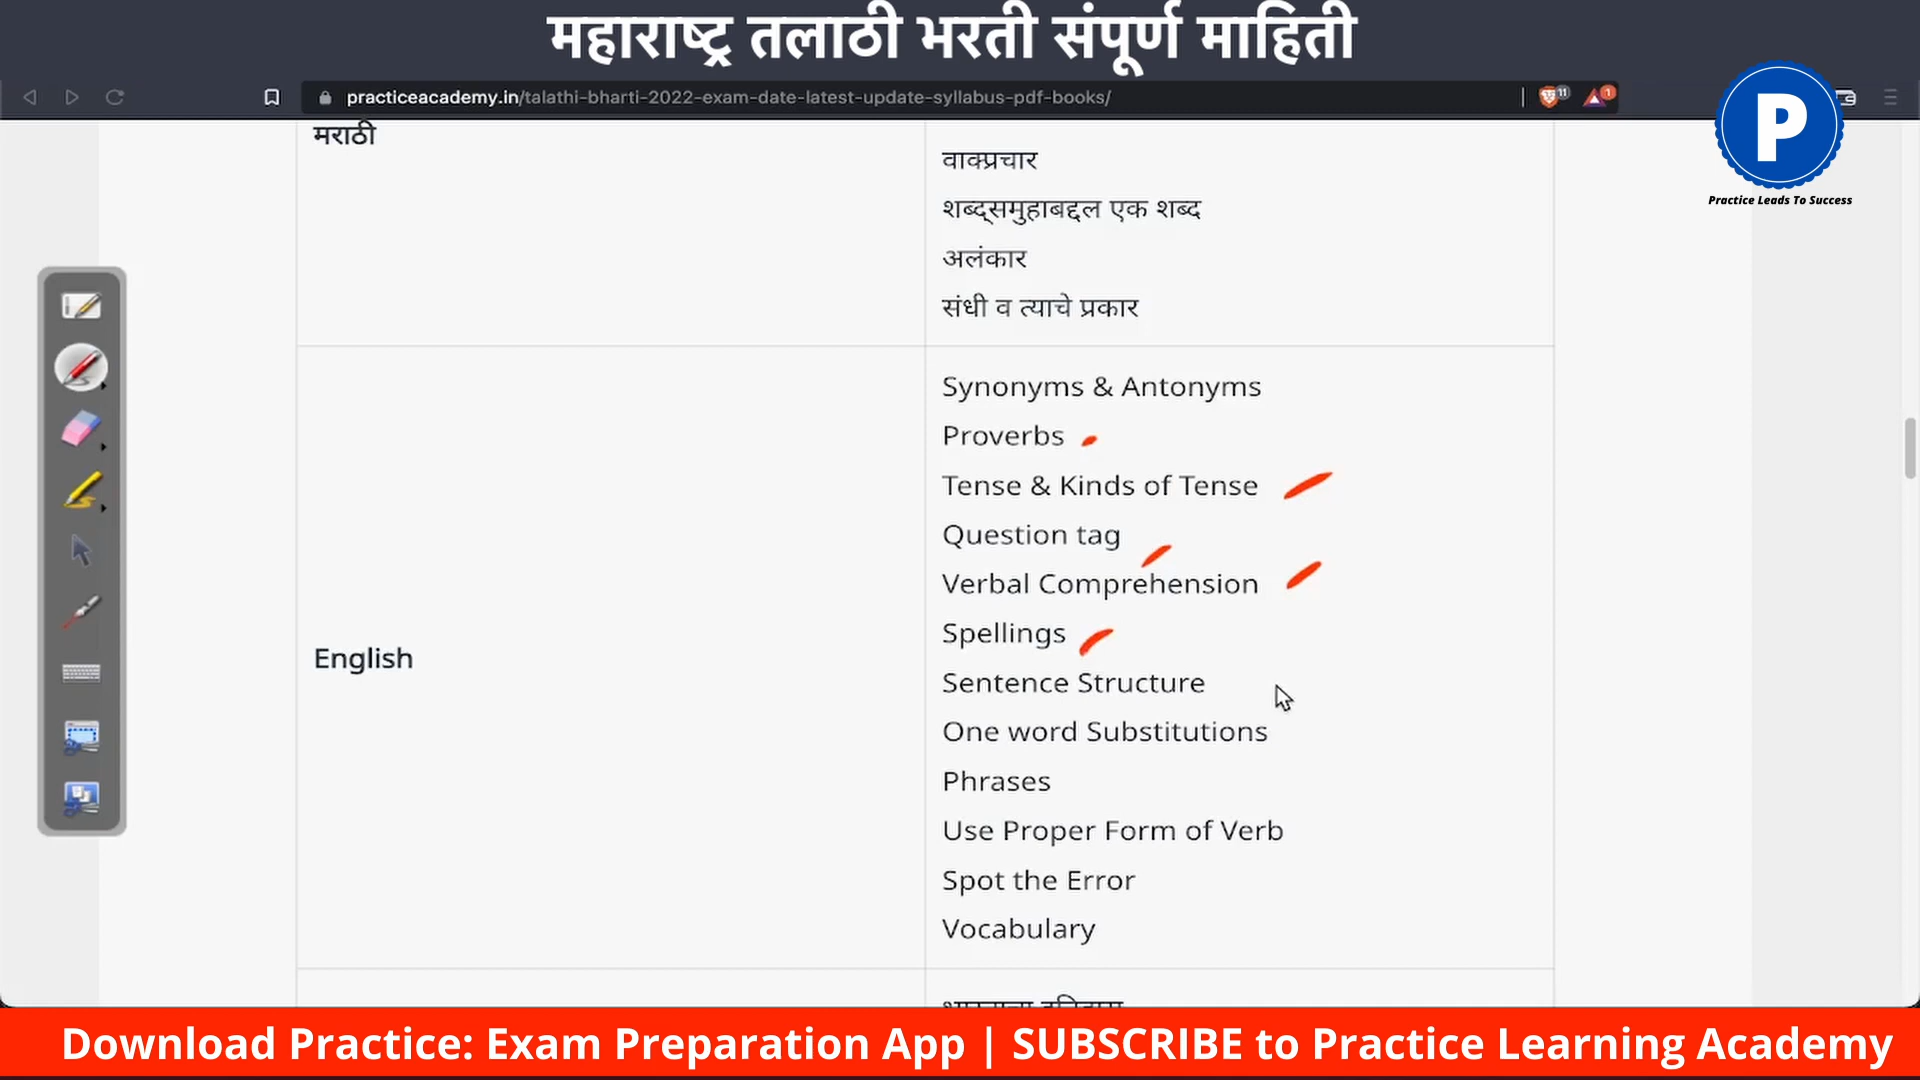 महाराष्ट्र तलाठी भरती संपूर्ण माहिती
practiceacademy.in/talathi-bharti-2022-exam-date-latest-update-syllabus-pdf-books/
11
1
P
Practice Leads To Success
मराठी
वाक्प्रचार
शब्द्समुहाबद्दल एक शब्द
अलंकार
संधी व त्याचे प्रकार
English
Synonyms & Antonyms
Proverbs
Tense & Kinds of Tense
Question tag
Verbal Comprehension
Spellings
Sentence Structure
One word Substitutions
Phrases
Use Proper Form of Verb
Spot the Error
Vocabulary
Download Practice: Exam Preparation App | SUBSCRIBE to Practice Learning Academy